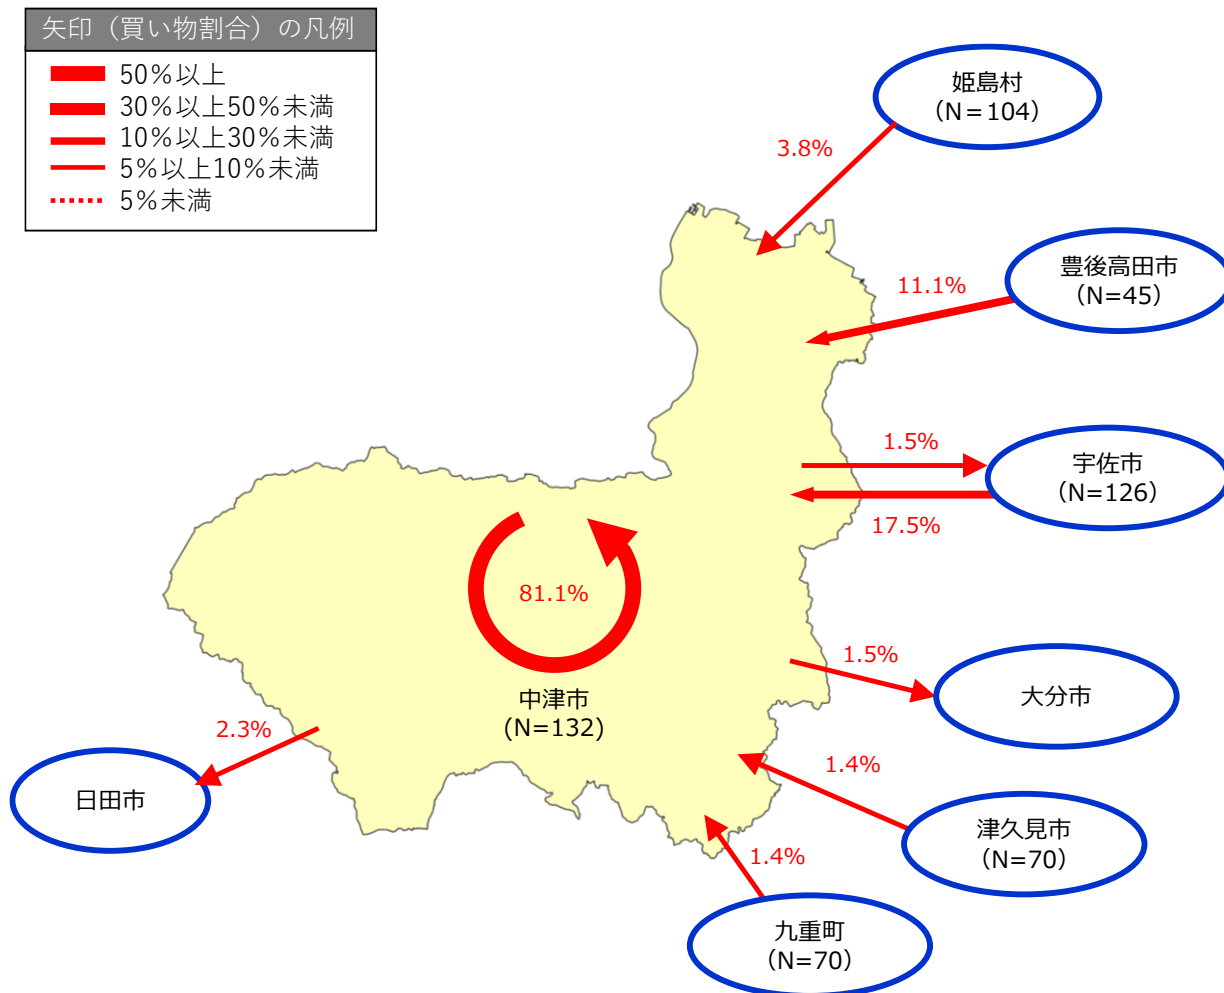 矢印（買い物割合）の凡例
50％以上
30％以上50％未満
10％以上30％未満
5％以上10％未満
5％未満
姫島村
（N＝104）
3.8%
豊後高田市
（N=45）
11.1%
1.5%
宇佐市
（N=126）
17.5%
81.1%
中津市
(N=132)
1.5%
大分市
2.3%
日田市
1.4%
津久見市
（N=70）
1.4%
九重町
（N=70）